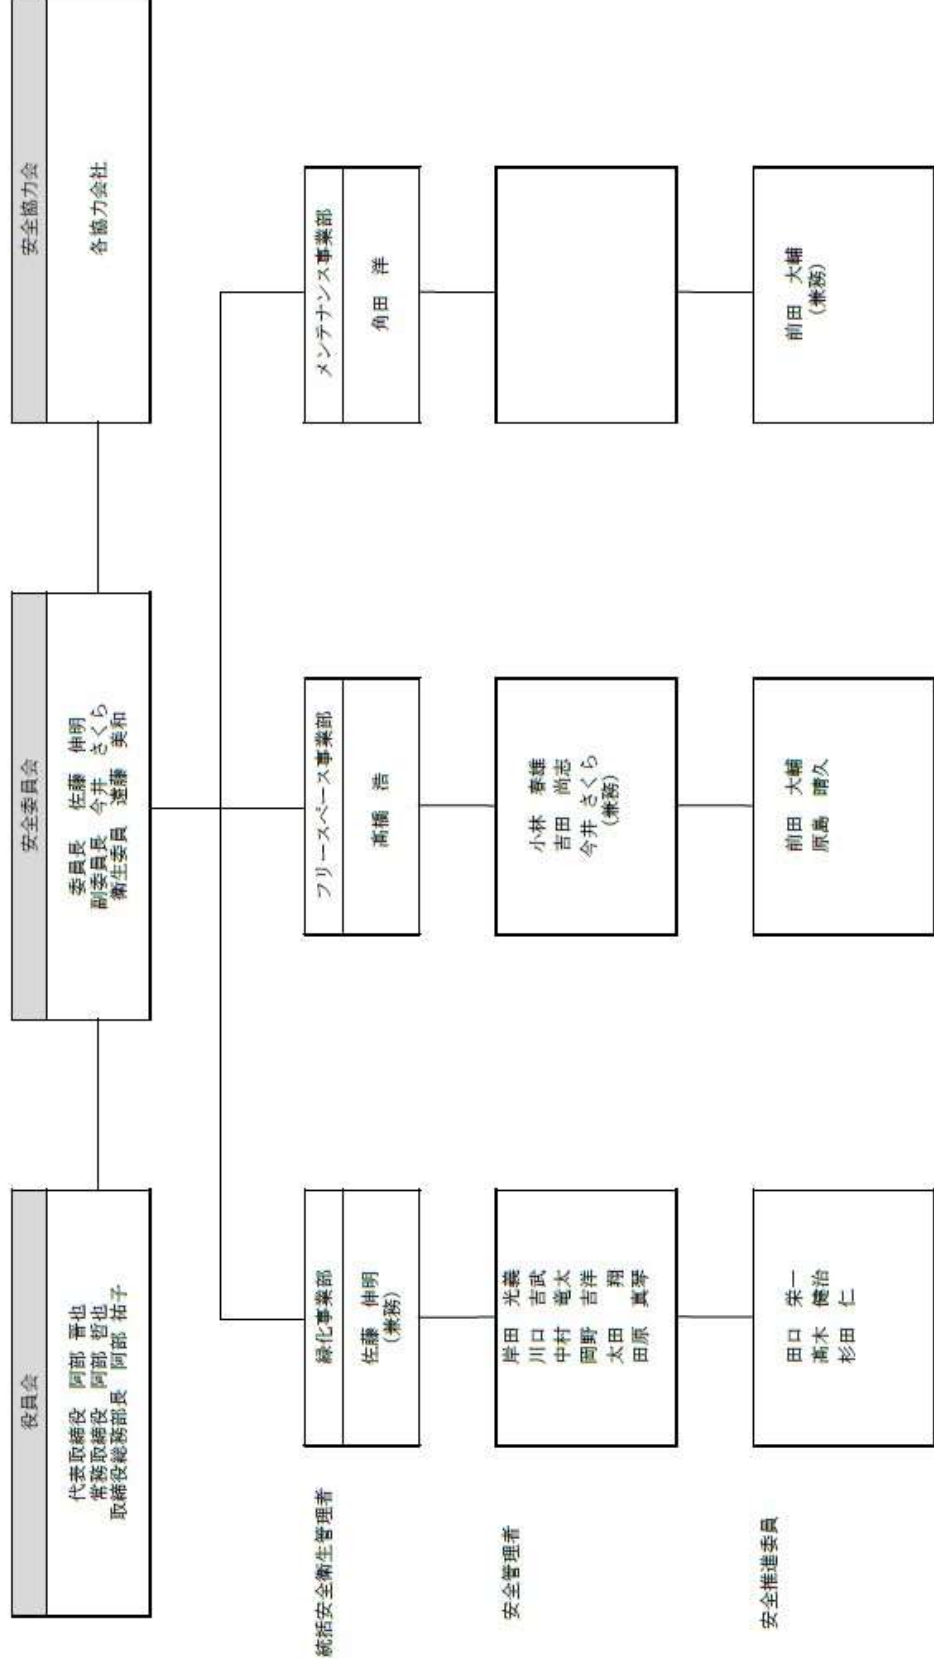 役員会
代表取締役　阿部 晋也
常務取締役　阿部 哲也
取締役総務部長　阿部 祐子
安全委員会
委員長　佐藤　伸明
副委員長　今井　さくら
衛生委員　遠藤　美和
安全協力会
各協力会社
統括安全衛生管理者
緑化事業部
佐藤　伸明
（兼務）
フリースペース事業部
髙橋　浩
メンテナンス事業部
角田　洋
安全管理者
岸田　光義
川口　吉武
中村　竜太
岡野　吉洋
太田　翔
田原　真琴
小林　春雄
吉田　尚志
今井　さくら
（兼務）
安全推進委員
田口　栄一
髙木　健治
杉田　仁
前田　大輔
原島　晴久
前田　大輔
（兼務）